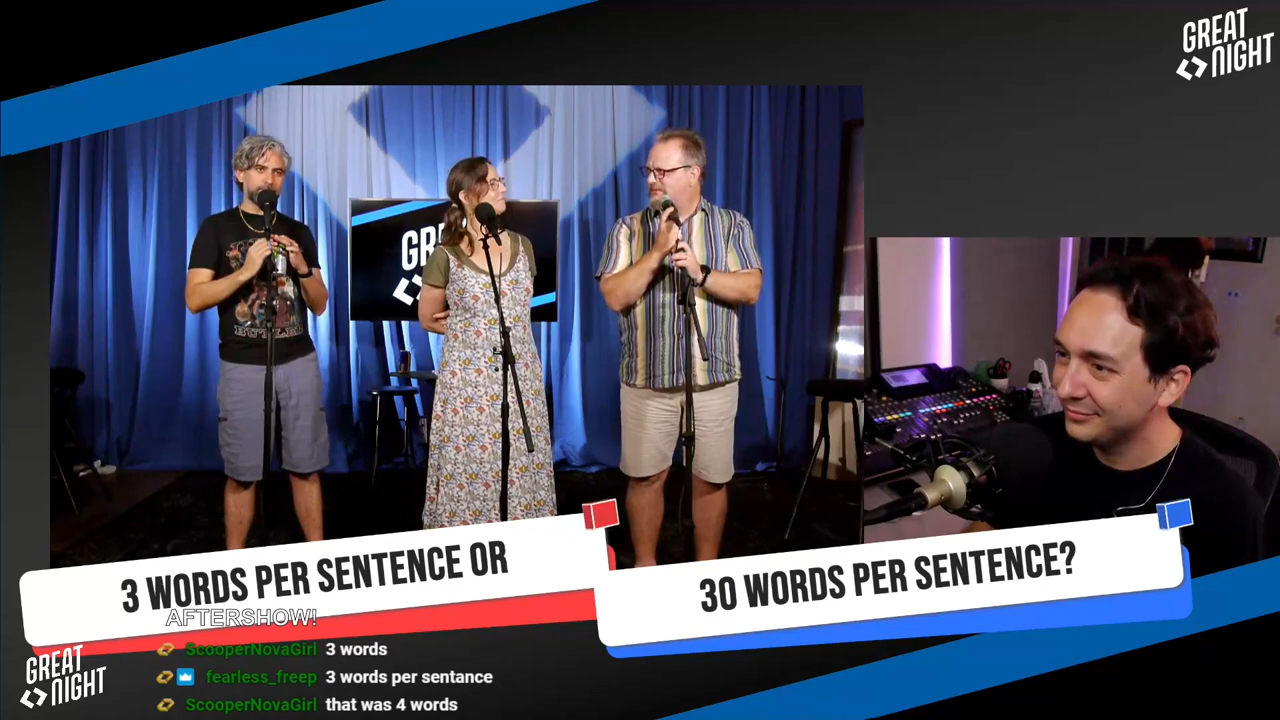 GREAT
NIGHT
GR
3 WORDS PER SENTENCE OR
30 WORDS PER SENTENCE?
AFTERSHOW!
ScooperNovaGirl 3 words
fearless_freep 3 words per sentance
ScooperNovaGirl that was 4 words
GREAT
NIGHT